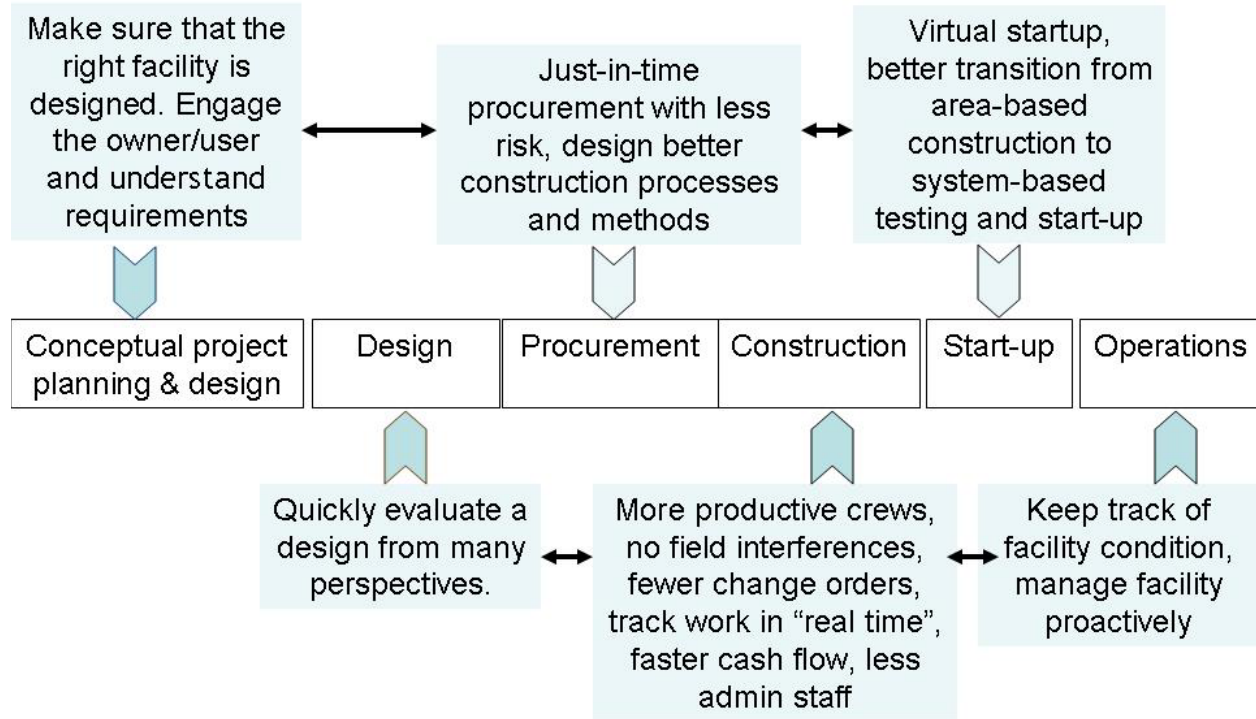 Make sure that the
right facility is
designed. Engage
the owner/user
and understand
requirements
Just-in-time
procurement with less
risk, design better
construction processes
and methods
Virtual startup,
better transition from
area-based
construction to
system-based
testing and start-up
Conceptual project
planning & design
Design
Procurement
Construction
Start-up
Operations
Quickly evaluate a
design from many
perspectives.
More productive crews,
no field interferences,
fewer change orders,
track work in “real time”,
faster cash flow, less
admin staff
Keep track of
facility condition,
manage facility
proactively